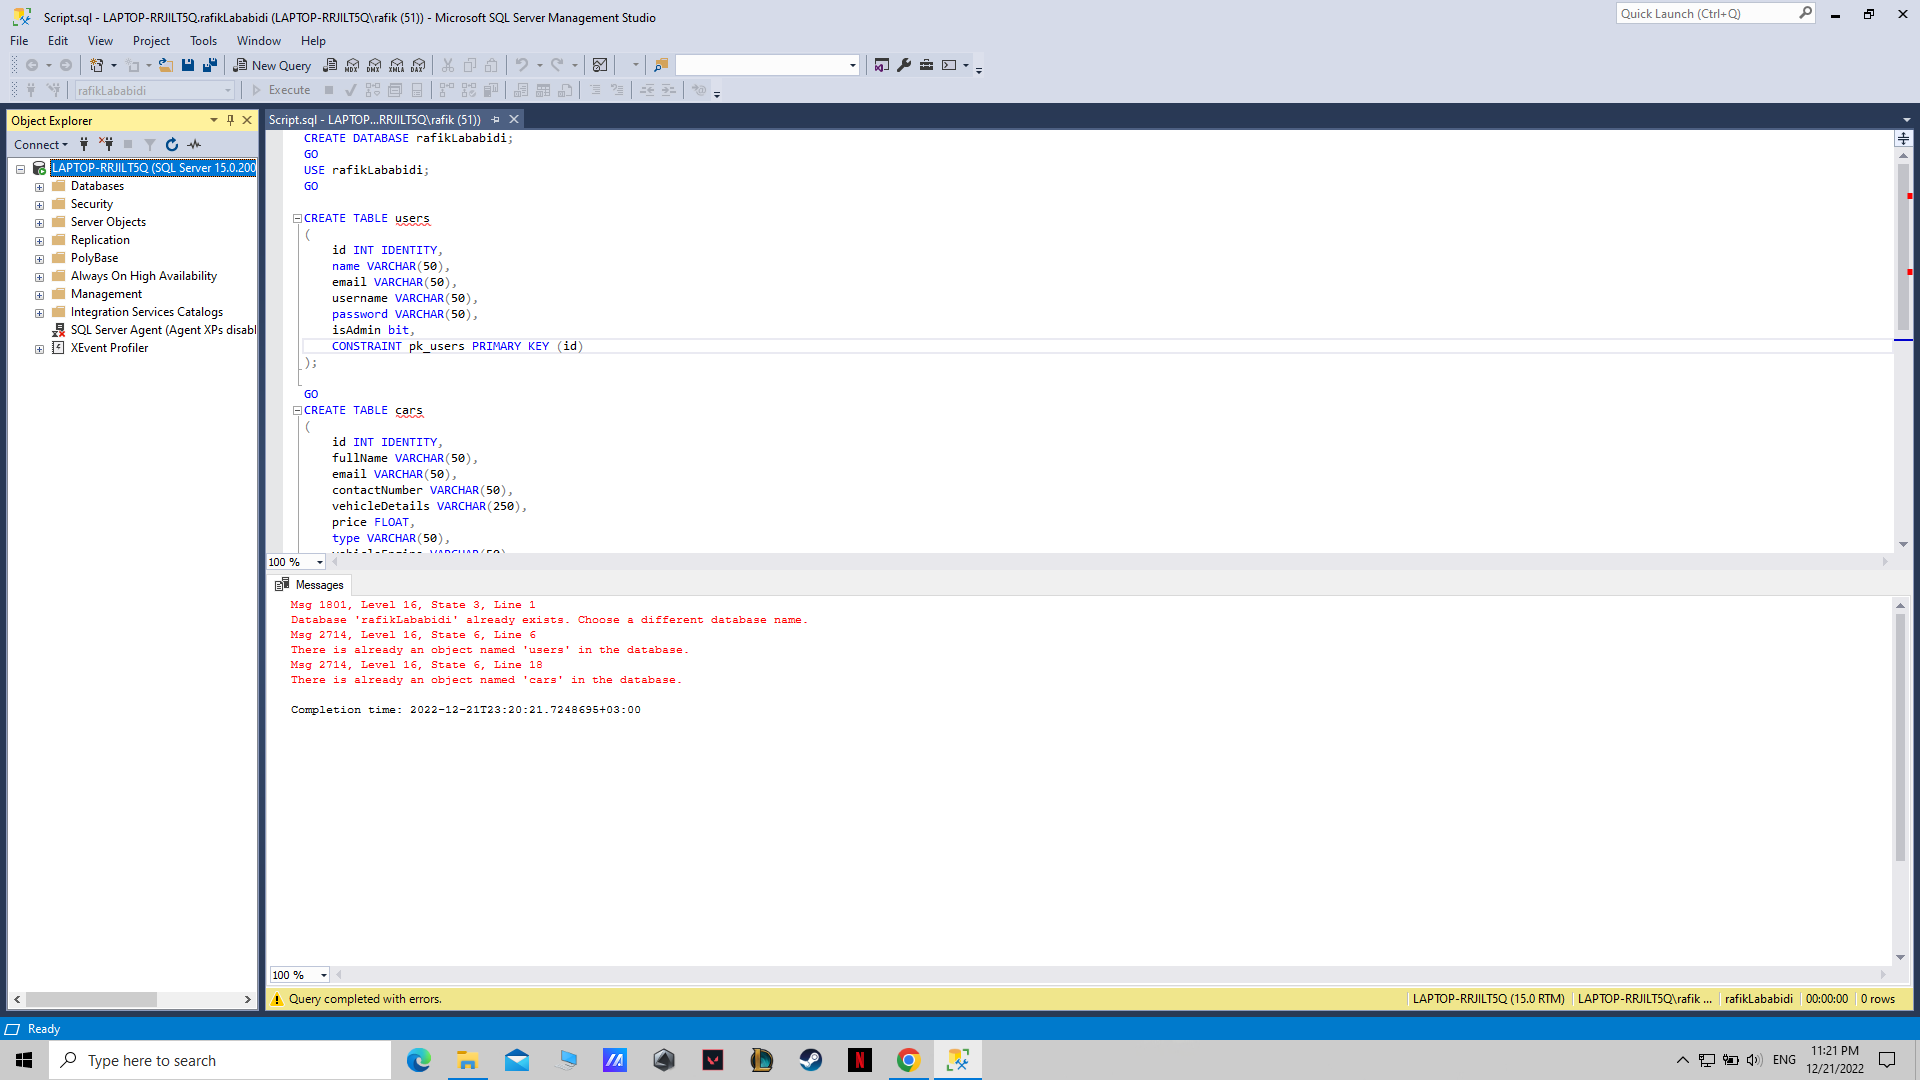 Script.sql - LAPTOP-RRJILT5Q.rafikLababidi (LAPTOP-RRJILT5Q\rafik (51)) - Microsoft SQL Server Management Studio
Quick Launch (Ctrl+Q)
File Edit View Project Tools Window Help
New Query
MDX DMX XMLA DAX
rafikLababidi
Execute
Object Explorer
Connect
LAPTOP-RRJILT5Q (SQL Server 15.0.200
Databases
Security
Server Objects
Replication
PolyBase
Always On High Availability
Management
Integration Services Catalogs
SQL Server Agent (Agent XPs disabl
XEvent Profiler
Script.sql - LAPTOP...RRJILT5Q\rafik (51))
CREATE DATABASE rafikLababidi;
GO
USE rafikLababidi;
GO
CREATE TABLE users
(
id INT IDENTITY,
name VARCHAR(50),
email VARCHAR(50),
username VARCHAR(50),
password VARCHAR(50),
isAdmin bit,
CONSTRAINT pk_users PRIMARY KEY (id)
);
GO
CREATE TABLE cars
(
id INT IDENTITY,
fullName VARCHAR(50),
email VARCHAR(50),
contactNumber VARCHAR(50),
vehicleDetails VARCHAR(250),
price FLOAT,
type VARCHAR(50),
vehicleEngine VARCHAR(50)
100 %
Messages
Msg 1801, Level 16, State 3, Line 1
Database 'rafikLababidi' already exists. Choose a different database name.
Msg 2714, Level 16, State 6, Line 6
There is already an object named 'users' in the database.
Msg 2714, Level 16, State 6, Line 18
There is already an object named 'cars' in the database.
Completion time: 2022-12-21T23:20:21.7248695+03:00
100 %
Query completed with errors.
LAPTOP-RRJILT5Q (15.0 RTM) LAPTOP-RRJILT5Q\rafik ... rafikLababidi 00:00:00 0 rows
Ready
Type here to search
ENG
11:21 PM
12/21/2022